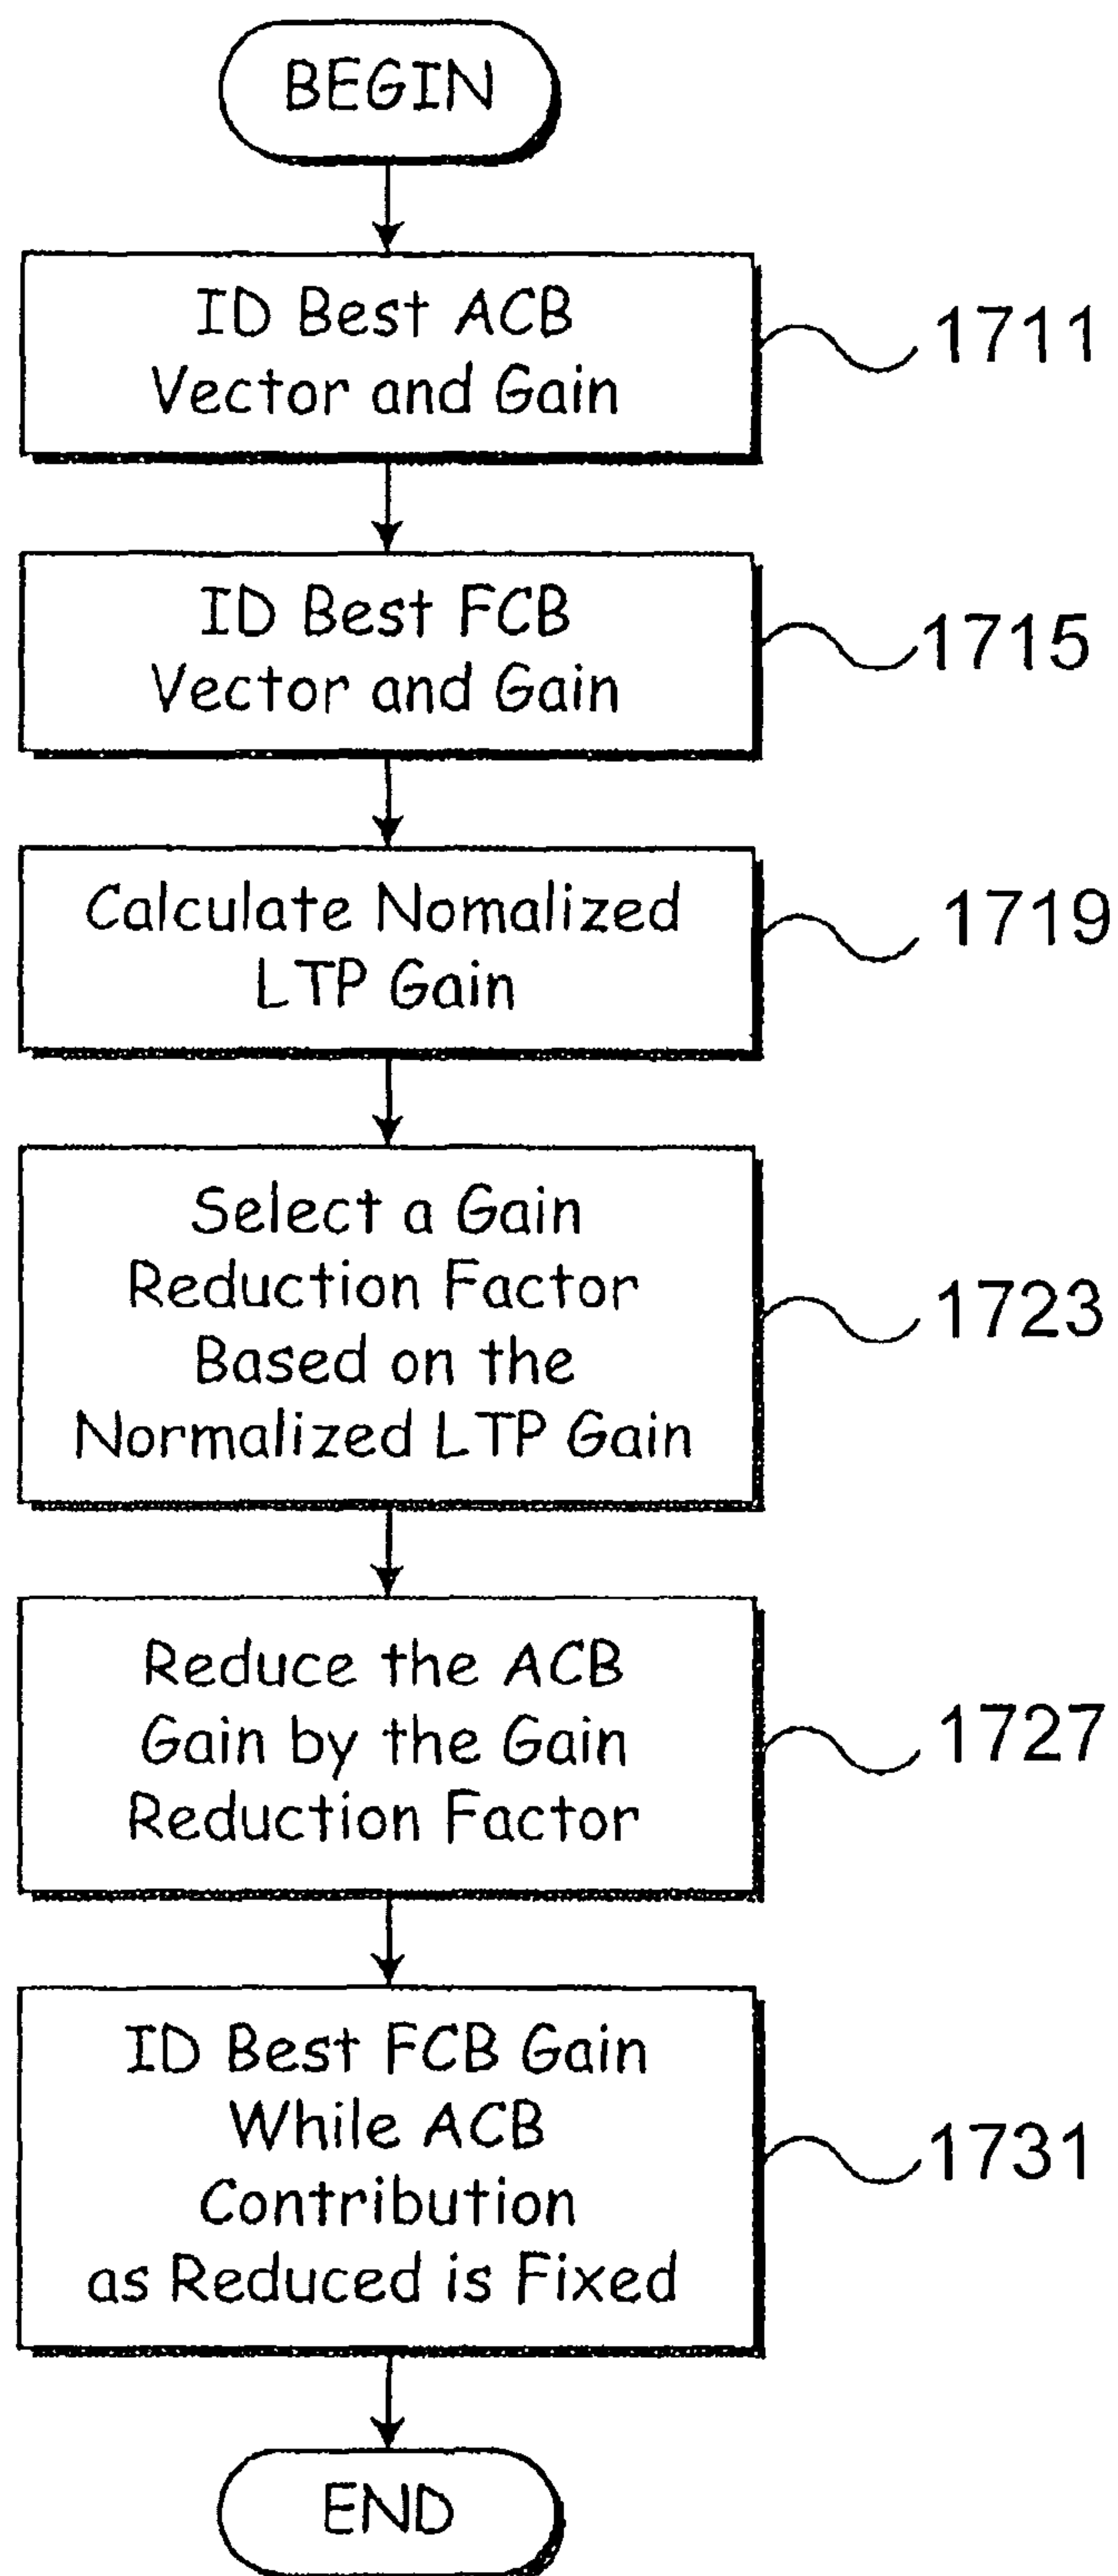 BEGIN
ID Best ACB
Vector and Gain
1711
ID Best FCB
Vector and Gain
1715
Calculate Nomalized
LTP Gain
1719
Select a Gain
Reduction Factor
Based on the
Normalized LTP Gain
1723
Reduce the ACB
Gain by the Gain
Reduction Factor
1727
ID Best FCB Gain
While ACB
Contribution
as Reduced is Fixed
1731
END